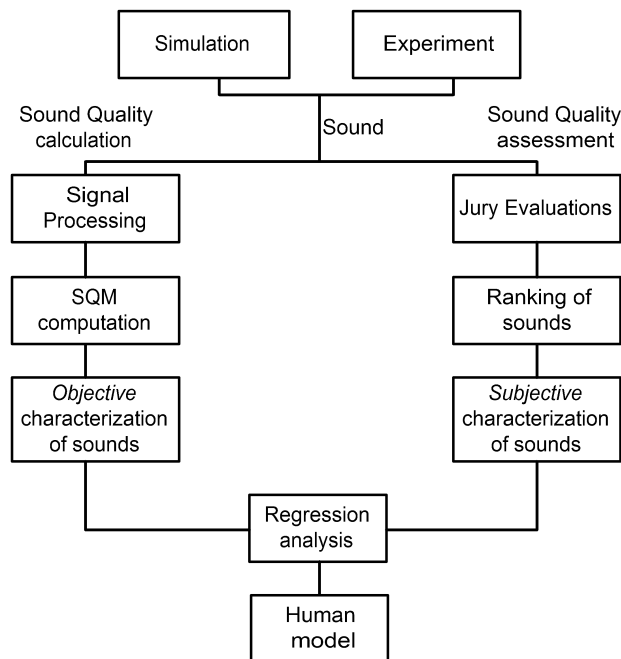 Simulation
Experiment
Sound Quality
calculation
Sound
Sound Quality
assessment
Signal
Processing
Jury Evaluations
SQM
computation
Ranking of
sounds
Objective
characterization
of sounds
Subjective
characterization
of sounds
Regression
analysis
Human
model